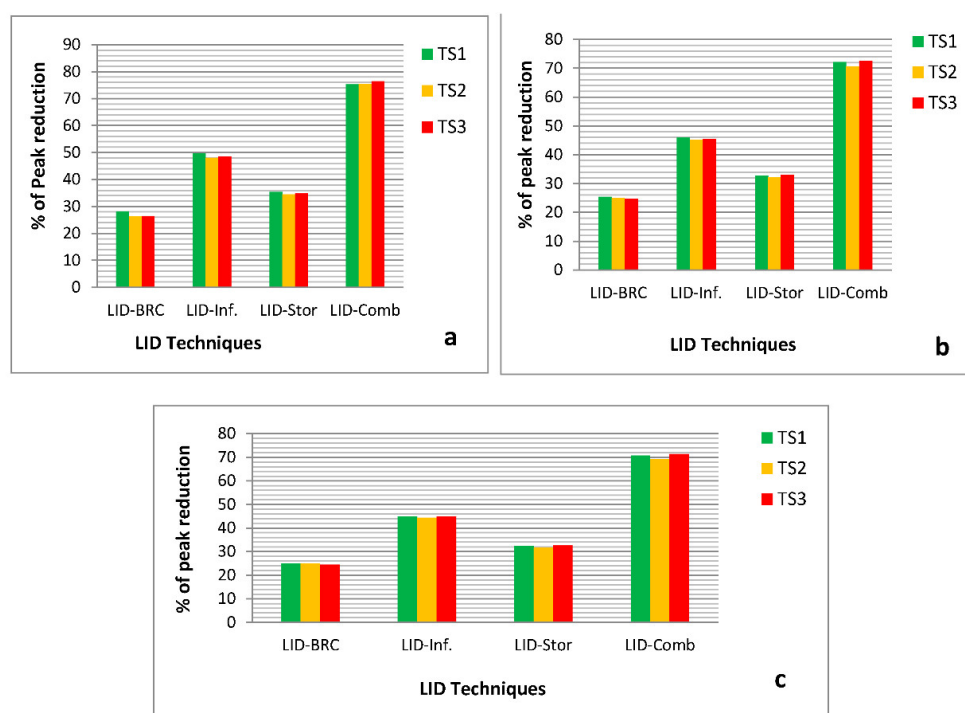 90
80
70
60
50
40
30
20
10
0
% of Peak reduction
LID-BRC LID-Inf. LID-Stor LID-Comb
LID Techniques
TS1
TS2
TS3
a
80
70
60
50
40
30
20
10
0
% of peak reduction
LID-BRC LID-Inf. LID-Stor LID-Comb
LID Techniques
TS1
TS2
TS3
b
80
70
60
50
40
30
20
10
0
% of peak reduction
LID-BRC LID-Inf. LID-Stor LID-Comb
LID Techniques
TS1
TS2
TS3
c